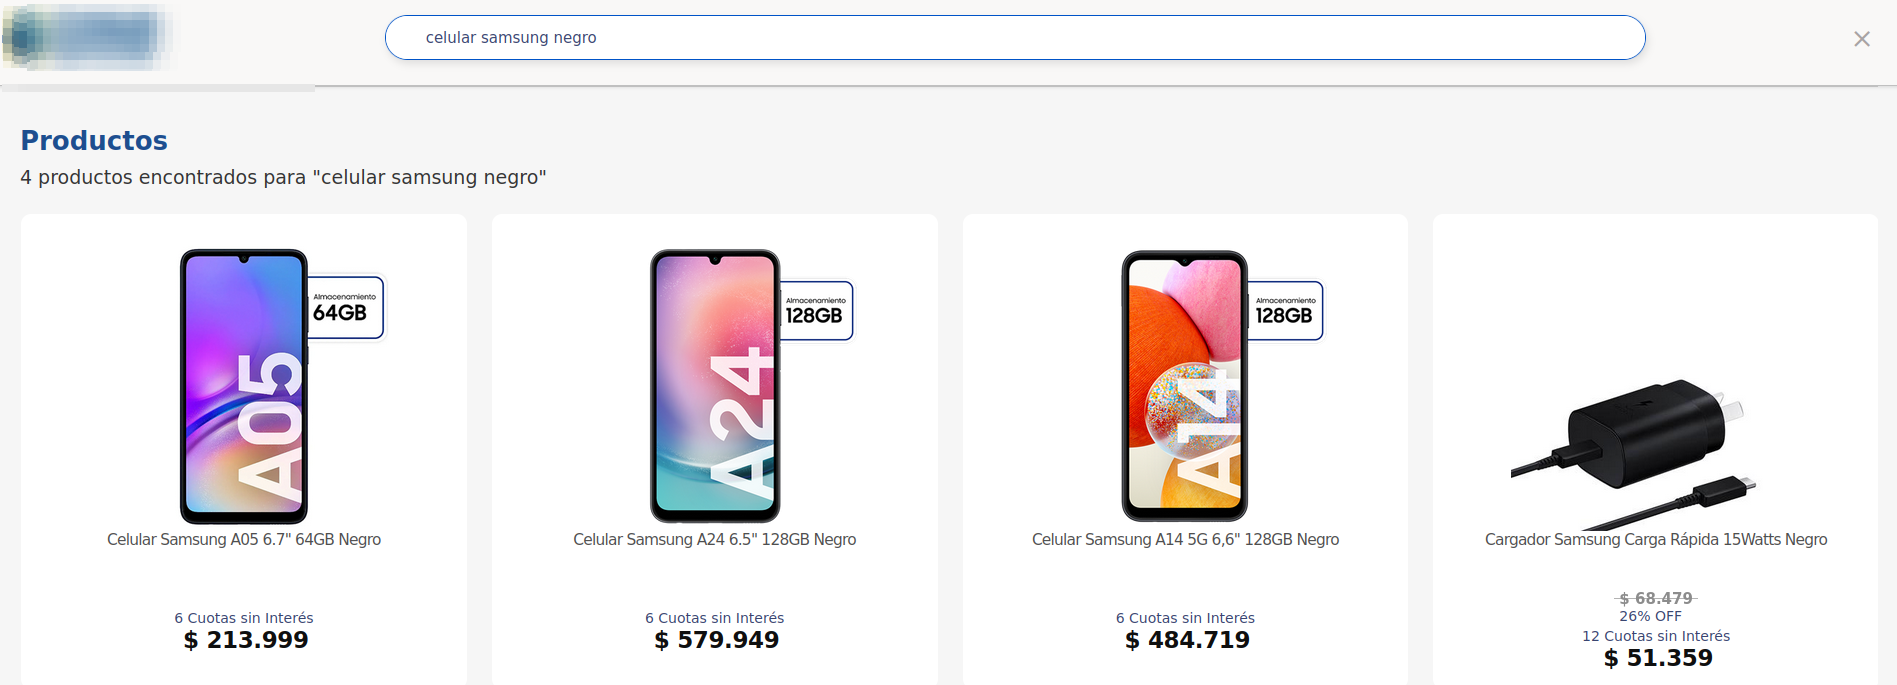 celular samsung negro
Productos
4 productos encontrados para "celular samsung negro"
Almacenamiento
64GB
A05
Celular Samsung A05 6.7" 64GB Negro
6 Cuotas sin Interés
$ 213.999
Almacenamiento
128GB
A24
Celular Samsung A24 6.5" 128GB Negro
6 Cuotas sin Interés
$ 579.949
Almacenamiento
128GB
A14
Celular Samsung A14 5G 6,6" 128GB Negro
6 Cuotas sin Interés
$ 484.719
Cargador Samsung Carga Rápida 15Watts Negro
$ 68.479
26% OFF
12 Cuotas sin Interés
$ 51.359